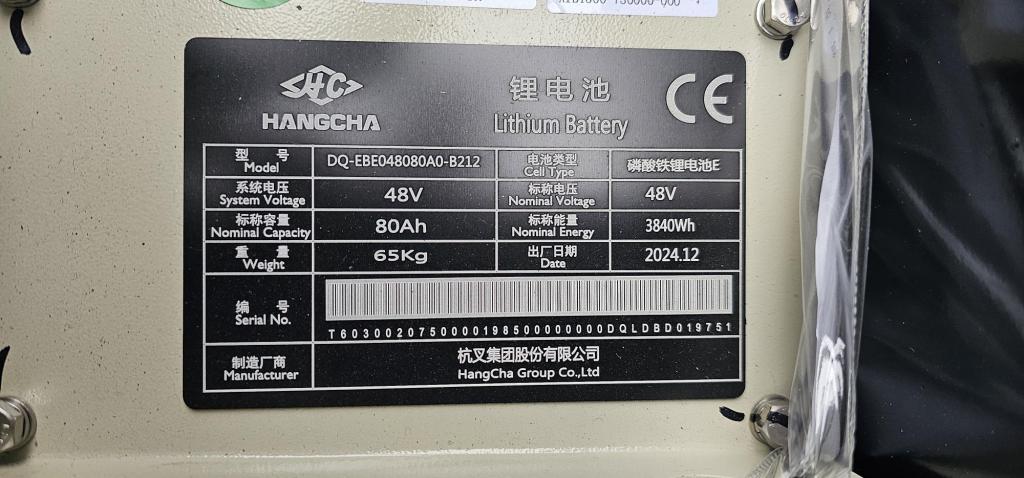 HC
HANGCHA
锂电池
Lithium Battery
CE
型 号 Model DQ-EBE048080A0-B212 电池类型 Cell Type 磷酸铁锂电池E
系统电压 System Voltage 48V 标称电压 Nominal Voltage 48V
标称容量 Nominal Capacity 80Ah 标称能量 Nominal Energy 3840Wh
重 量 Weight 65Kg 出厂日期 Date 2024.12
编 号 Serial No.
T603002075000019850000000000DQLDBD019751
制造厂商 Manufacturer 杭叉集团股份有限公司
HangCha Group Co.,Ltd